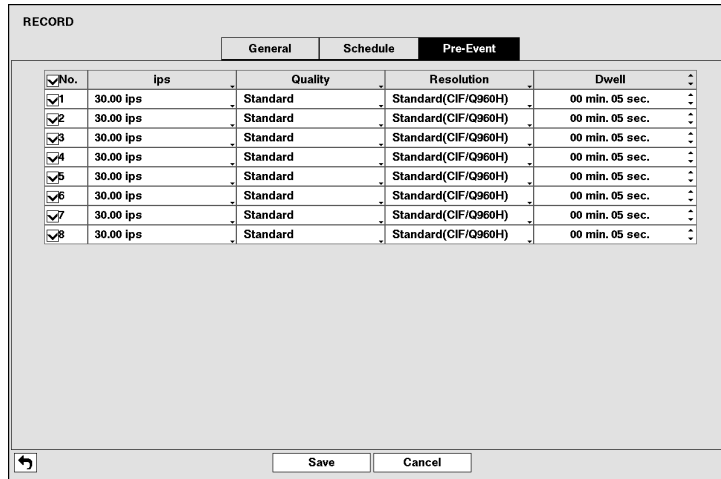 RECORD
General Schedule Pre-Event
No. ips Quality Resolution Dwell
1 30.00 ips Standard Standard(CIF/Q960H) 00 min. 05 sec.
2 30.00 ips Standard Standard(CIF/Q960H) 00 min. 05 sec.
3 30.00 ips Standard Standard(CIF/Q960H) 00 min. 05 sec.
4 30.00 ips Standard Standard(CIF/Q960H) 00 min. 05 sec.
5 30.00 ips Standard Standard(CIF/Q960H) 00 min. 05 sec.
6 30.00 ips Standard Standard(CIF/Q960H) 00 min. 05 sec.
7 30.00 ips Standard Standard(CIF/Q960H) 00 min. 05 sec.
8 30.00 ips Standard Standard(CIF/Q960H) 00 min. 05 sec.
Save Cancel